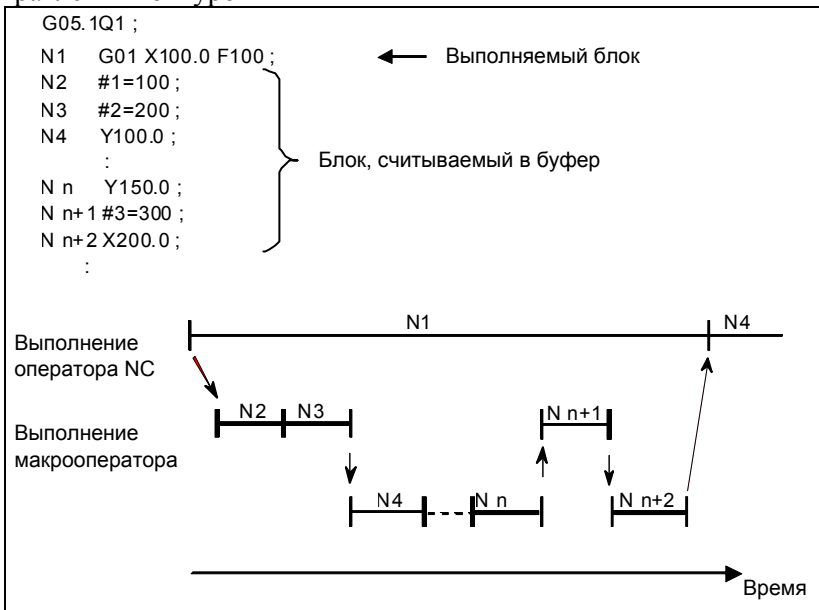 G05.1Q1 ;
N1 G01 X100.0 F100 ; Выполняемый блок
N2 #1=100 ;
N3 #2=200 ;
N4 Y100.0 ;
:
Блок, считываемый в буфер
N n Y150.0 ;
N n+1 #3=300 ;
N n+2 X200.0 ;
:
N1 N4
Выполнение
оператора NC
N2 N3 N n+1
Выполнение
макрооператора
N4 N n N n+2
Время